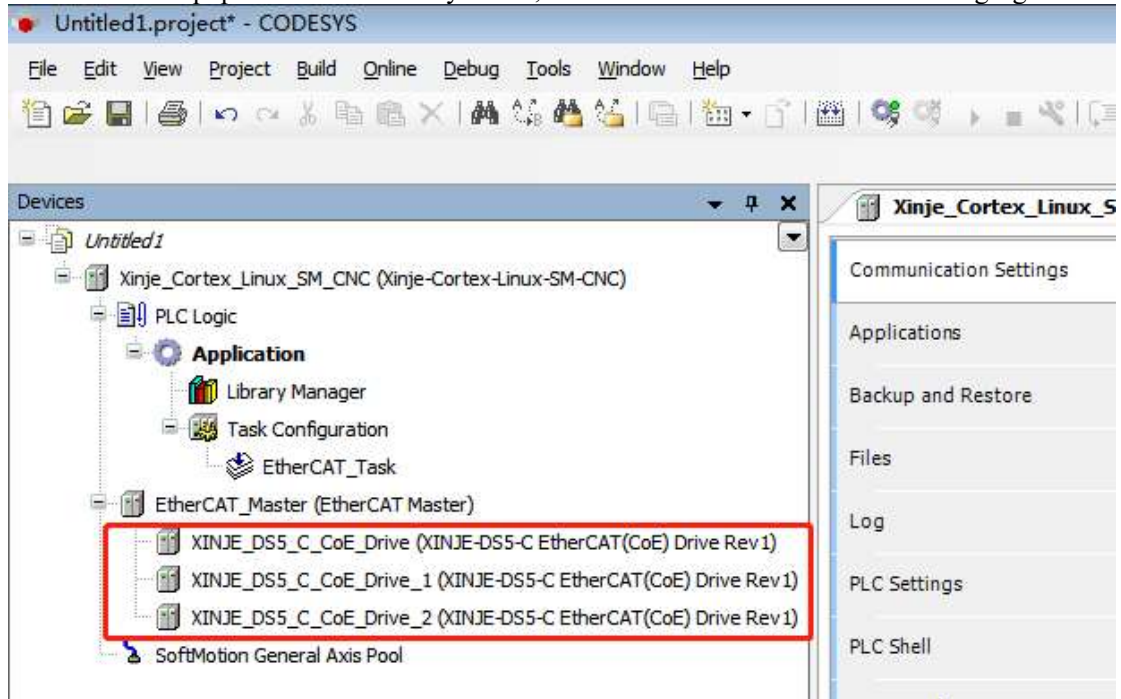 Untitled1.project* - CODESYS
File Edit View Project Build Online Debug Tools Window Help
Devices
Untitled1
Xinje_Cortex_Linux_SM_CNC (Xinje-Cortex-Linux-SM-CNC)
PLC Logic
Application
Library Manager
Task Configuration
EtherCAT_Task
EtherCAT_Master (EtherCAT Master)
XINJE_DS5_C_CoE_Drive (XINJE-DS5-C EtherCAT(CoE) Drive Rev1)
XINJE_DS5_C_CoE_Drive_1 (XINJE-DS5-C EtherCAT(CoE) Drive Rev1)
XINJE_DS5_C_CoE_Drive_2 (XINJE-DS5-C EtherCAT(CoE) Drive Rev1)
SoftMotion General Axis Pool
Xinje_Cortex_Linux_S
Communication Settings
Applications
Backup and Restore
Files
Log
PLC Settings
PLC Shell